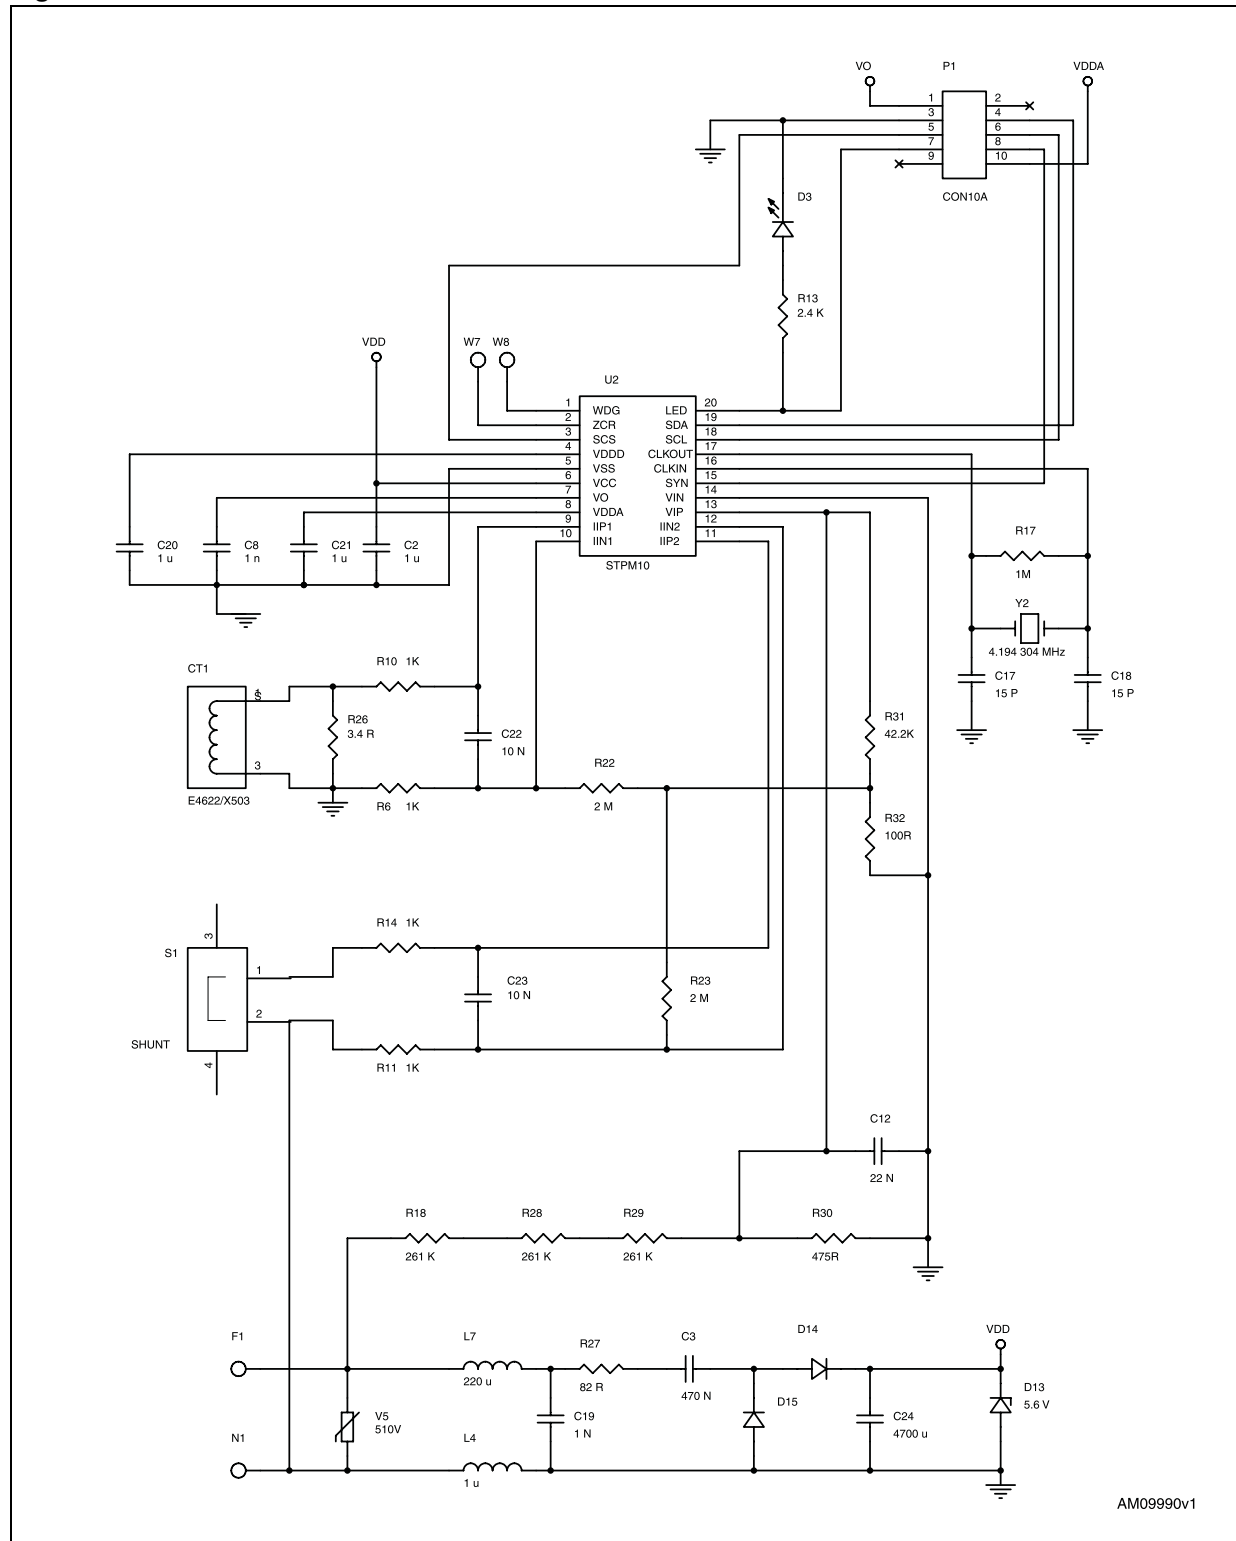 VO P1 VDDA
1 2
3 4
5 6
7 8
9 10
D3 CON10A
R13
2.4 K
VDD W7 W8
U2
1 WDG LED 20
2 ZCR SDA 19
3 SCS SCL 18
4 VDDD CLKOUT 17
5 VSS CLKIN 16
6 VCC SYN 15
7 VO VIN 14
8 VDDA VIP 13
9 IIP1 IIN2 12
10 IIN1 IIP2 11
STPM10
C20
1 u
C8
1 n
C21
1 u
C2
1 u
R17
1M
Y2
4.194 304 MHz
C17
15 P
C18
15 P
CT1
3
E4622/X503
R10 1K
R26
3.4 R
C22
10 N
R6 1K
R22
2 M
R31
42.2K
R32
100R
S1
3
1
2
4
SHUNT
R14 1K
C23
10 N
R23
2 M
R11 1K
C12
22 N
R18
261 K
R28
261 K
R29
261 K
R30
475R
F1
L7
220 u
R27
82 R
C3
470 N
D14
VDD
D13
5.6 V
V5
510V
C19
1 N
D15
C24
4700 u
N1
L4
1 u
AM09990v1